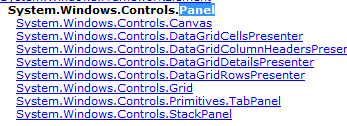 System.Windows.Controls.Panel
System.Windows.Controls.Canvas
System.Windows.Controls.DataGridCellsPresenter
System.Windows.Controls.DataGridColumnHeadersPreser
System.Windows.Controls.DataGridDetailsPresenter
System.Windows.Controls.DataGridRowsPresenter
System.Windows.Controls.Grid
System.Windows.Controls.Primitives.TabPanel
System.Windows.Controls.StackPanel